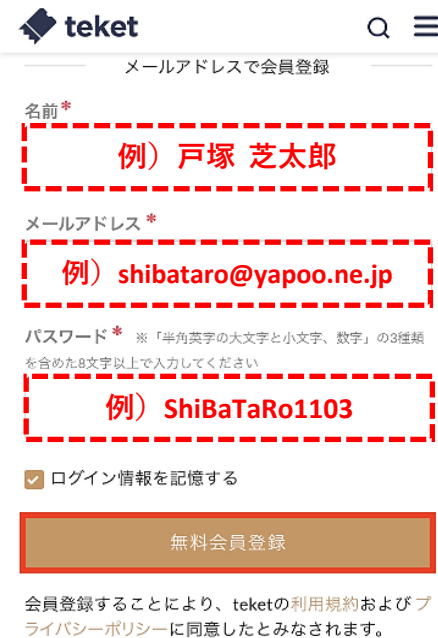 teket
メールアドレスで会員登録
名前*
例）戸塚 芝太郎
メールアドレス *
例）shibataro@yapoo.ne.jp
パスワード* ※「半角英字の大文字と小文字、数字」の3種類
を含めた8文字以上で入力してください
例）ShiBaTaRo1103
ログイン情報を記憶する
無料会員登録
会員登録することにより、teketの利用規約およびプ
ライバシーポリシーに同意したとみなされます。